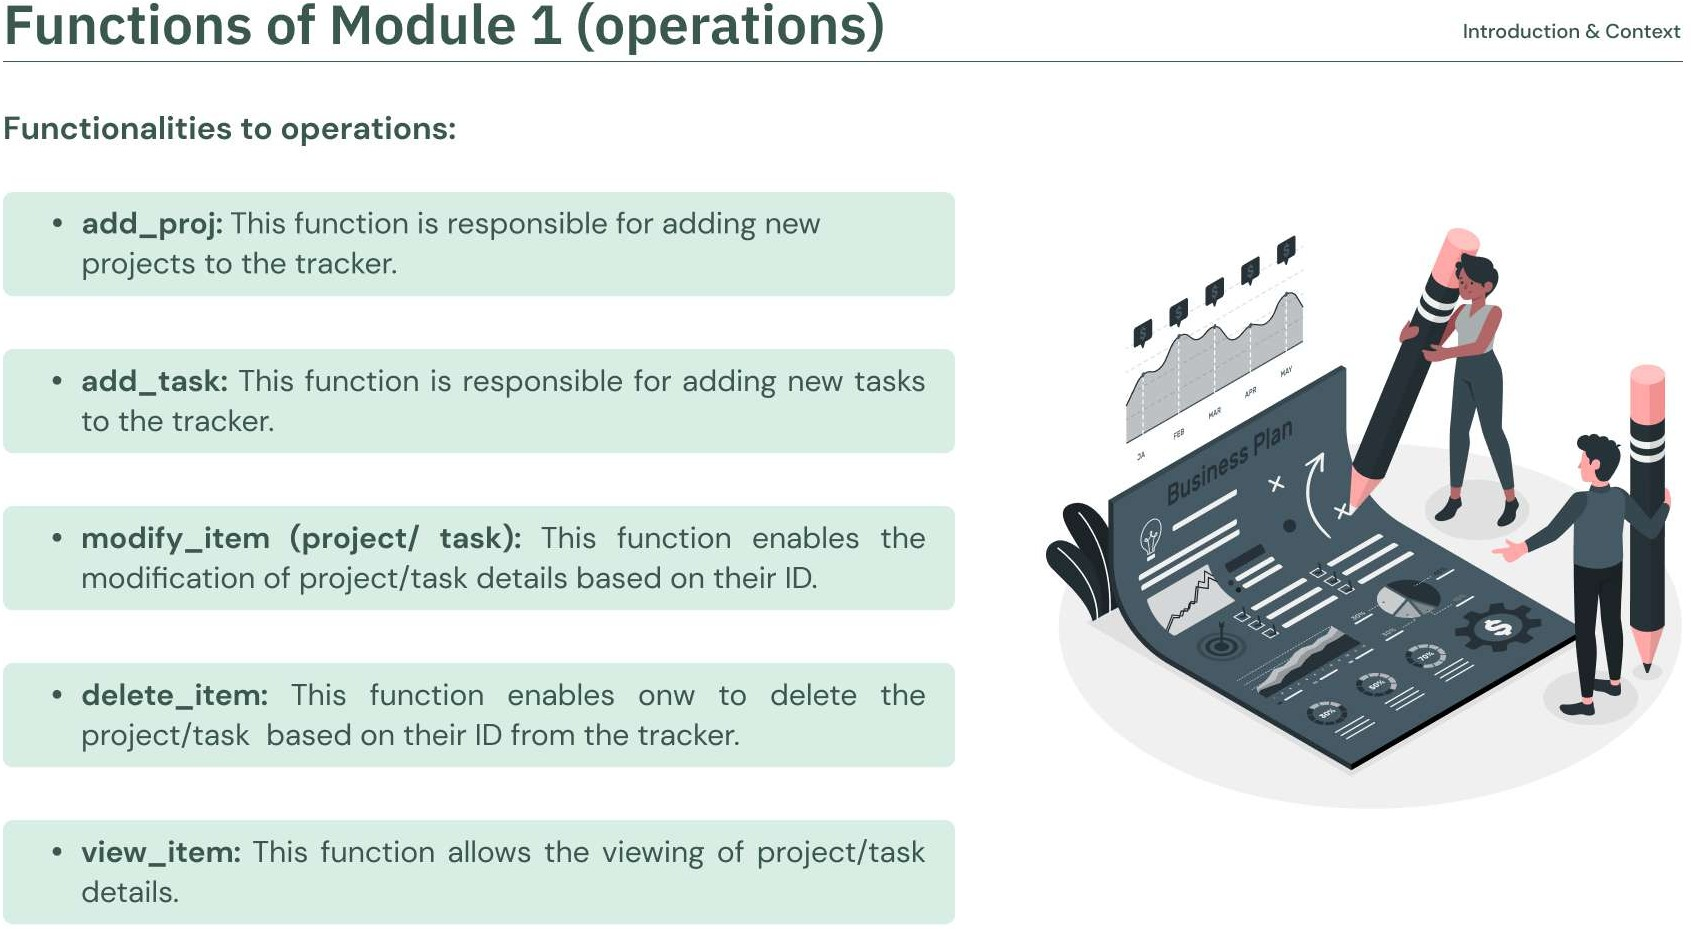 Functions of Module 1 (operations)
Introduction & Context
Functionalities to operations:
• add_proj: This function is responsible for adding new
projects to the tracker.
• add_task: This function is responsible for adding new tasks
to the tracker.
• modify_item (project/ task): This function enables the
modification of project/task details based on their ID.
• delete_item: This function enables onw to delete the
project/task based on their ID from the tracker.
• view_item: This function allows the viewing of project/task
details.
$ $ $ $ $
JA FEB MAR APR MAY
Business Plan
30%
$
70%
50%